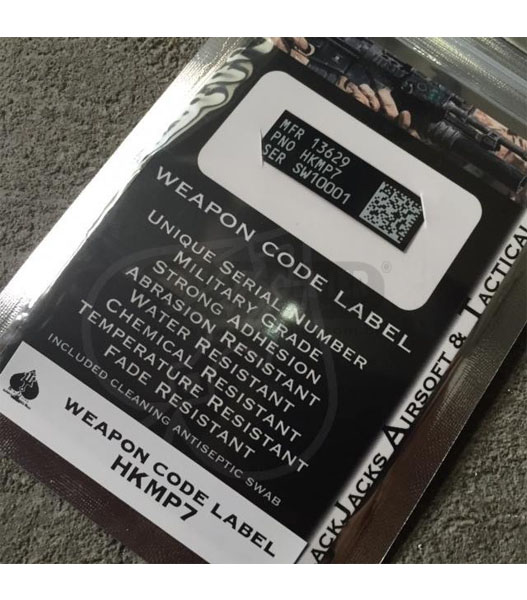 MFR 13629
PNO HKMP7
SER SW10001
WEAPON CODE LABEL
UNIQUE SERIAL NUMBER
MILITARY GRADE
STRONG ADHESION
ABRASION RESISTANT
WATER RESISTANT
CHEMICAL RESISTANT
TEMPERATURE RESISTANT
FADE RESISTANT
INCLUDED CLEANING ANTISEPTIC SWAB
WEAPON CODE LABEL
HKMP7
ackJacks Airsoft & Tactical